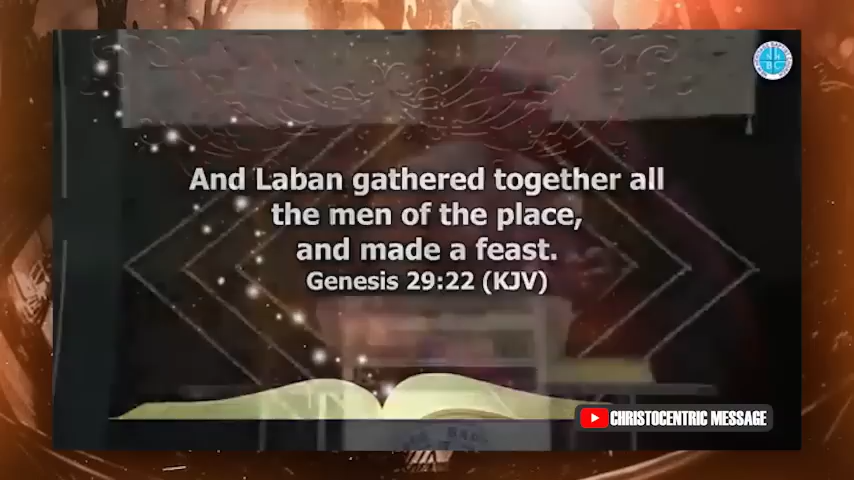 And Laban gathered together all
the men of the place,
and made a feast.
Genesis 29:22 (KJV)
N H
B C
CHRISTOCENTRIC MESSAGE